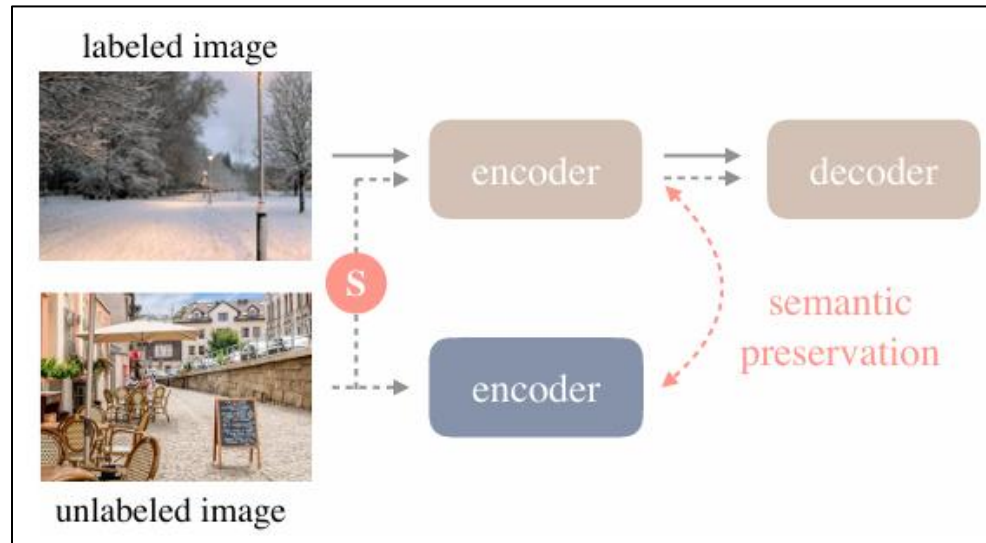 labeled image
encoder
decoder
S
semantic
preservation
encoder
unlabeled image